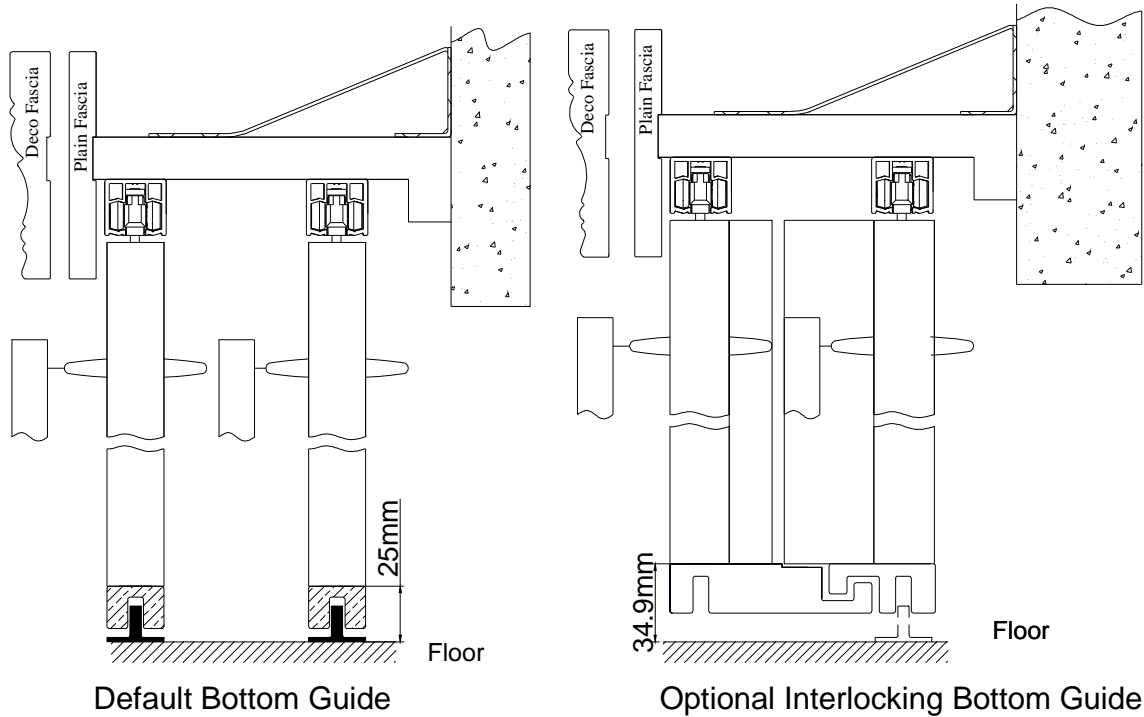 Deco Fascia
Plain Fascia
Deco Fascia
Plain Fascia
25mm
34.9mm
Floor
Floor
Default Bottom Guide
Optional Interlocking Bottom Guide